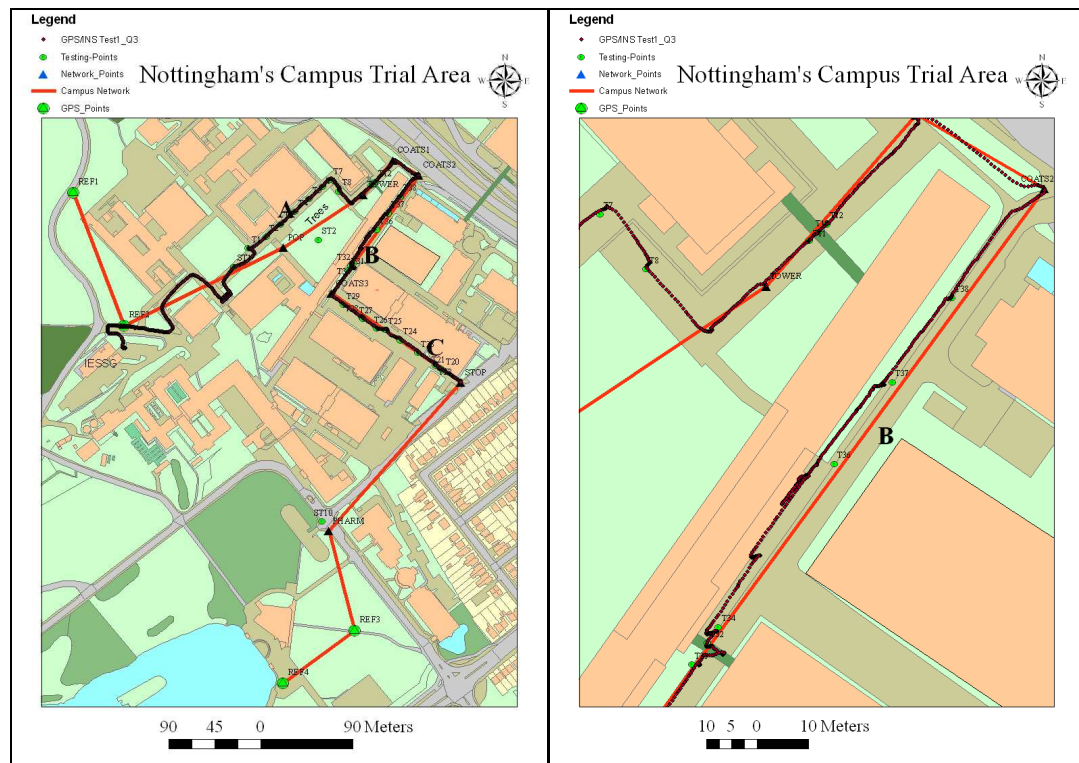 Legend
GPS/INS Test1_Q3
Testing-Points
Network_Points
Campus Network
GPS_Points
Nottingham's Campus Trial Area
N
W
E
S
COATS1
COATS2
T7
T8
T12
TOWER
REF1
A
Trees
ST2
POP
B
T32
COATS3
T29
T27
T26
T25
T24
C
T20
STOP
REF2
IESSG
ST10
PHARM
REF3
REF4
90 45 0 90 Meters
Legend
GPS/INS Test1_Q3
Testing-Points
Network_Points
Campus Network
GPS_Points
Nottingham's Campus Trial Area
N
W
E
S
COATS2
T7
T12
T8
TOWER
T38
T37
B
T36
T34
10 5 0 10 Meters